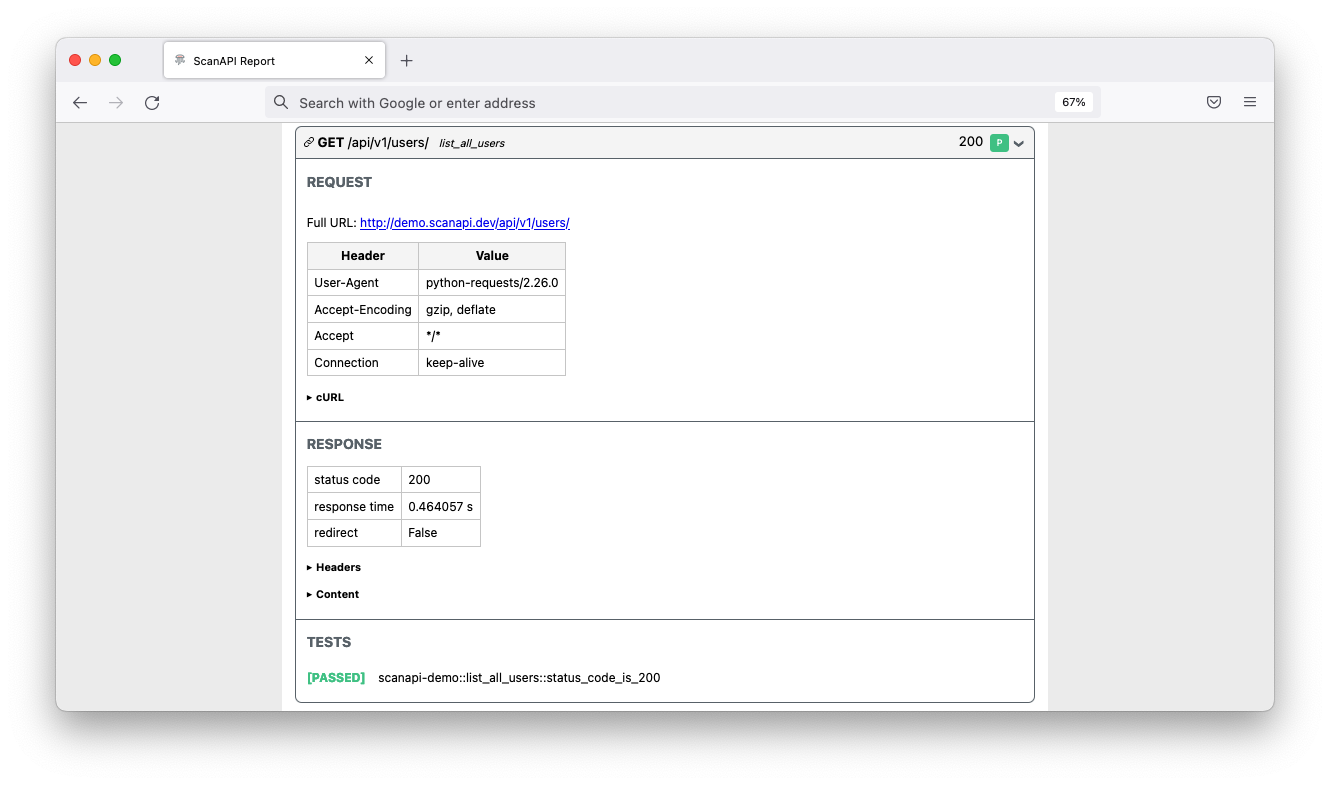 ScanAPI Report
Search with Google or enter address 67%
GET /api/v1/users/ list_all_users 200 P
REQUEST
Full URL: http://demo.scanapi.dev/api/v1/users/
Header Value
User-Agent python-requests/2.26.0
Accept-Encoding gzip, deflate
Accept */*
Connection keep-alive
cURL
RESPONSE
status code 200
response time 0.464057 s
redirect False
Headers
Content
TESTS
[PASSED] scanapi-demo::list_all_users::status_code_is_200